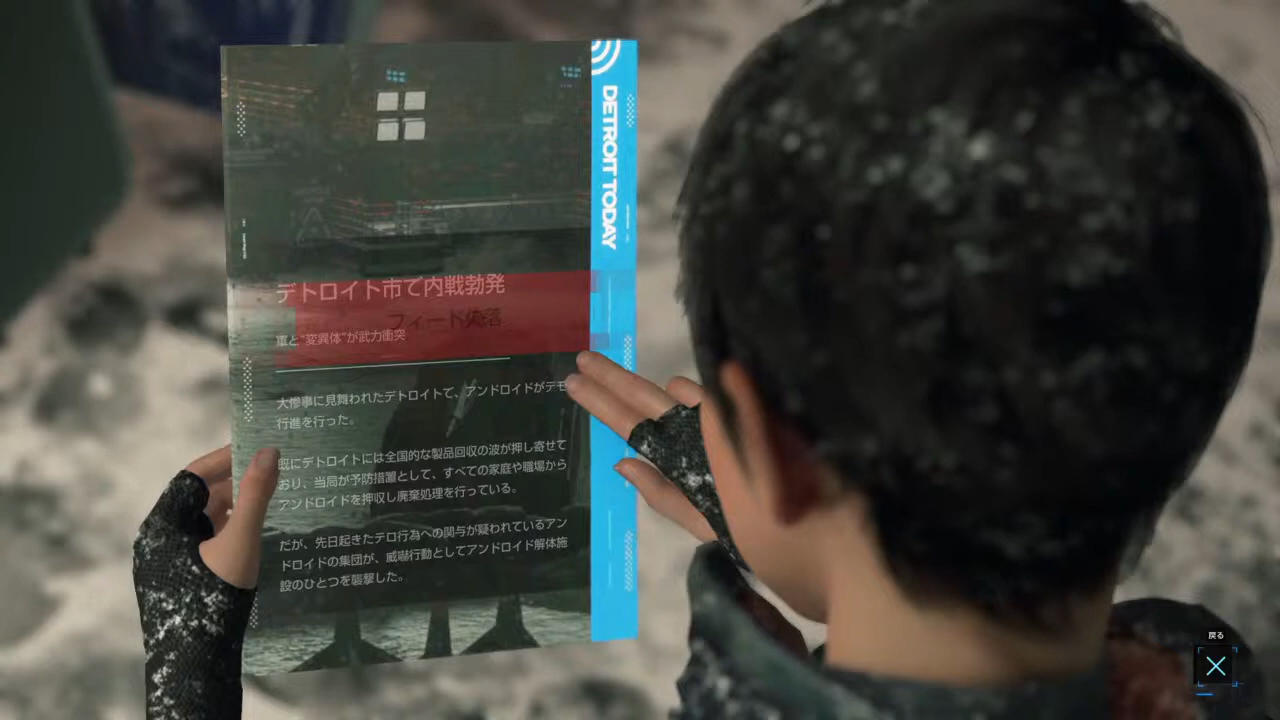 DETROIT TODAY
デトロイト市で内戦勃発
軍と"変異体"が武力衝突
大惨事に見舞われたデトロイトで、アンドロイドがデモ
行進を行った。
既にデトロイトには全国的な製品回収の波が押し寄せて
おり、当局が予防措置として、すべての家庭や職場から
アンドロイドを押収し廃棄処理を行っている。
だが、先日起きたテロ行為への関与が疑われているアン
ドロイドの集団が、威嚇行動としてアンドロイド解体施
設のひとつを襲撃した。
戻る